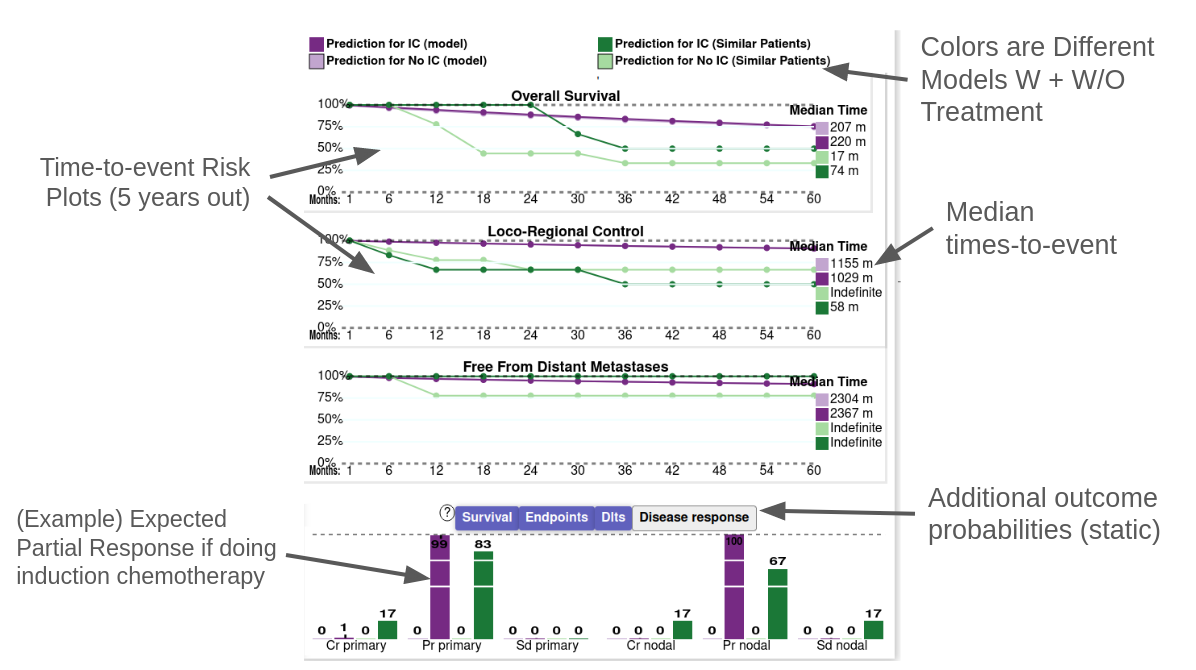 Prediction for IC (model)
Prediction for No IC (model)
Prediction for IC (Similar Patients)
Prediction for No IC (Similar Patients)
Colors are Different
Models W + W/O
Treatment
Time-to-event Risk
Plots (5 years out)
Overall Survival
100%
75%
50%
25%
0%
Months: 1 6 12 18 24 30 36 42 48 54 60
Median Time
207 m
220 m
17 m
74 m
Median
times-to-event
Loco-Regional Control
100%
75%
50%
25%
0%
Months: 1 6 12 18 24 30 36 42 48 54 60
Median Time
1155 m
1029 m
Indefinite
58 m
Free From Distant Metastases
100%
75%
50%
25%
0%
Months: 1 6 12 18 24 30 36 42 48 54 60
Median Time
2304 m
2367 m
Indefinite
Indefinite
(Example) Expected
Partial Response if doing
induction chemotherapy
Additional outcome
probabilities (static)
? Survival Endpoints Dlts Disease response
0 1 0 17 0 99 0 83 0 0 0 0 0 0 0 17 0 100 0 67 0 0 0 17
Cr primary Pr primary Sd primary Cr nodal Pr nodal Sd nodal